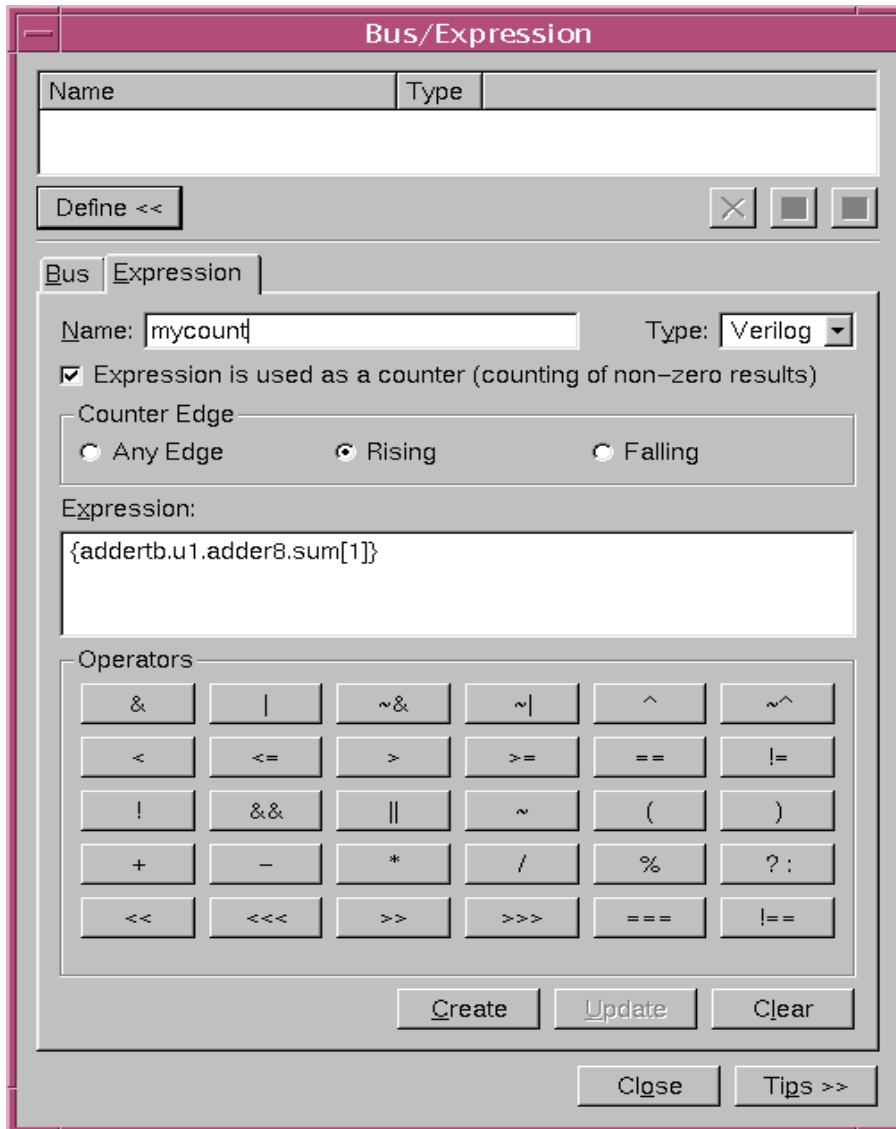 Bus/Expression
Name Type
Define <<
Bus Expression
Name: mycount Type: Verilog
Expression is used as a counter (counting of non-zero results)
Counter Edge
Any Edge Rising Falling
Expression:
{addertb.u1.adder8.sum[1]}
Operators
& | ~& ~| ^ ~^
< <= > >= == !=
! && || ~ ( )
+ - * / % ? :
<< <<< >> >>> === !==
Create Update Clear
Close Tips >>